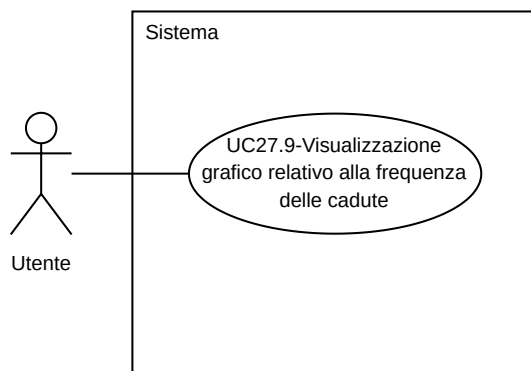 Sistema
UC27.9-Visualizzazione
grafico relativo alla frequenza
delle cadute
Utente